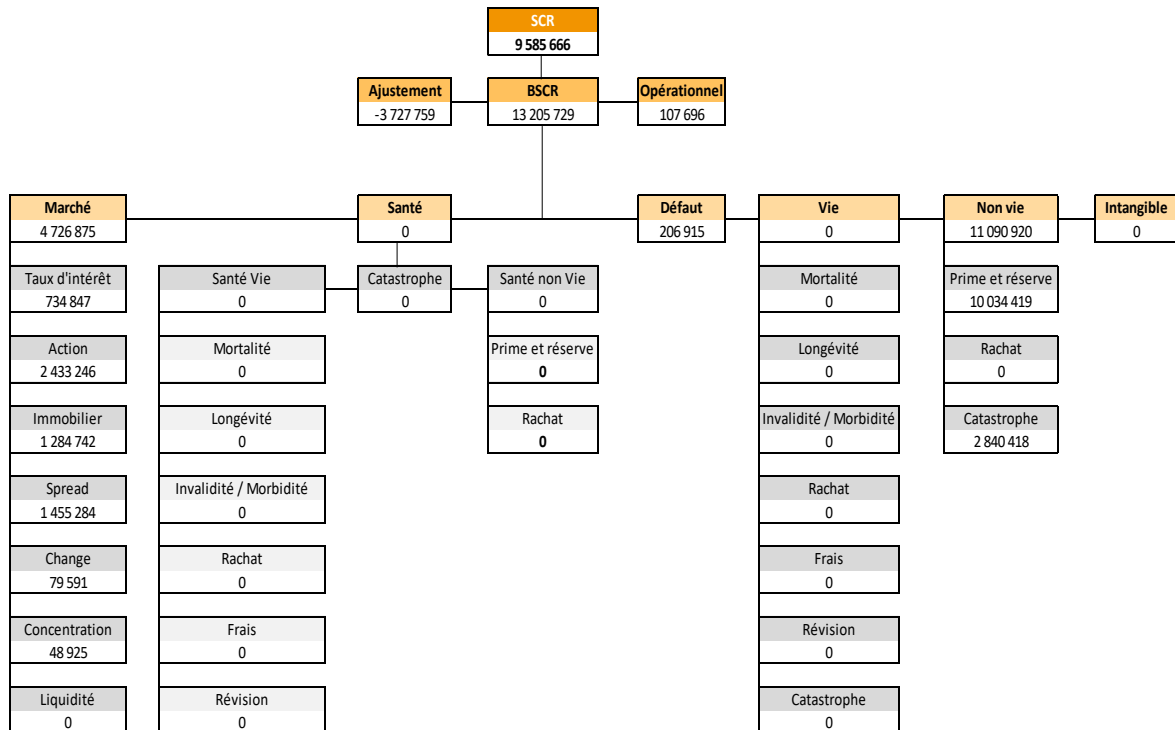 SCR
9 585 666
Ajustement
-3 727 759
BSCR
13 205 729
Opérationnel
107 696
Marché
4 726 875
Santé
0
Défaut
206 915
Vie
0
Non vie
11 090 920
Intangible
0
Taux d'intérêt
734 847
Santé Vie
0
Catastrophe
0
Santé non Vie
0
Mortalité
0
Prime et réserve
10 034 419
Action
2 433 246
Mortalité
0
Prime et réserve
0
Longévité
0
Rachat
0
Immobilier
1 284 742
Longévité
0
Rachat
0
Invalidité / Morbidité
0
Catastrophe
2 840 418
Spread
1 455 284
Invalidité / Morbidité
0
Rachat
0
Change
79 591
Rachat
0
Frais
0
Concentration
48 925
Frais
0
Révision
0
Liquidité
0
Révision
0
Catastrophe
0